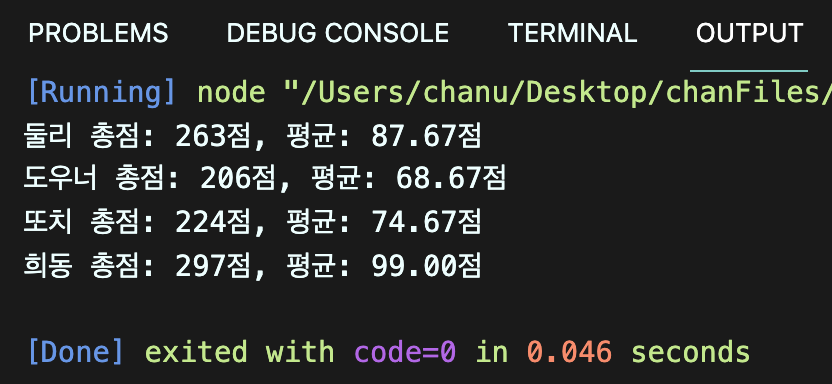 PROBLEMS DEBUG CONSOLE TERMINAL OUTPUT
[Running] node "/Users/chanu/Desktop/chanFiles/
둘리 총점: 263점, 평균: 87.67점
도우너 총점: 206점, 평균: 68.67점
또치 총점: 224점, 평균: 74.67점
희동 총점: 297점, 평균: 99.00점
[Done] exited with code=0 in 0.046 seconds